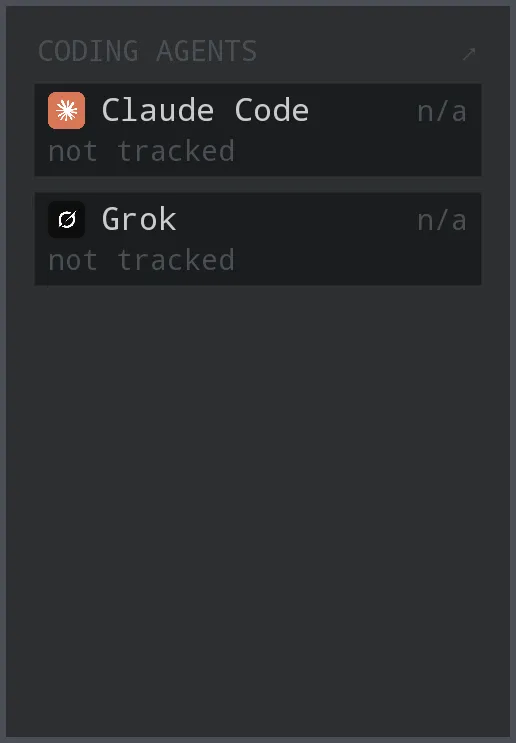 CODING AGENTS ↗
Claude Code n/a
not tracked
Grok n/a
not tracked